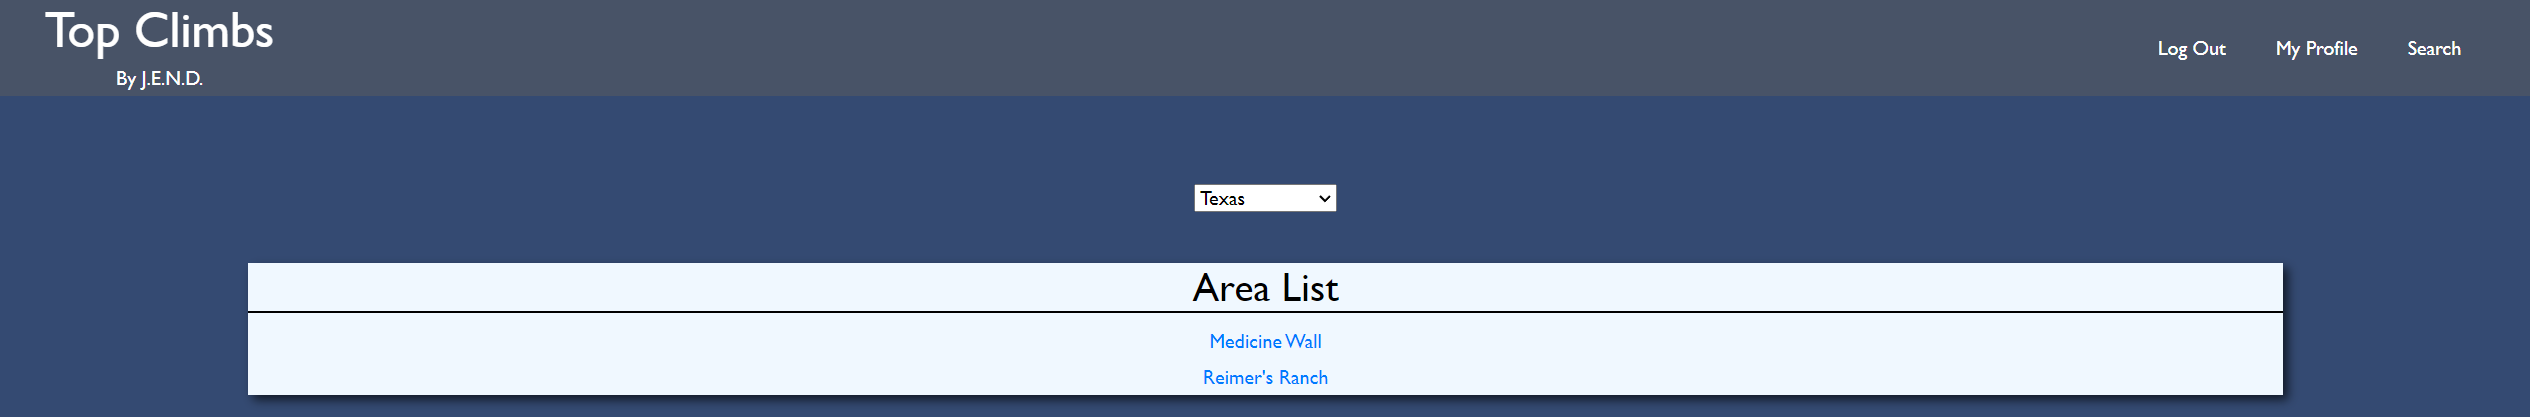 Top Climbs
By J.E.N.D.
Log Out My Profile Search
Texas
Area List
Medicine Wall
Reimer's Ranch